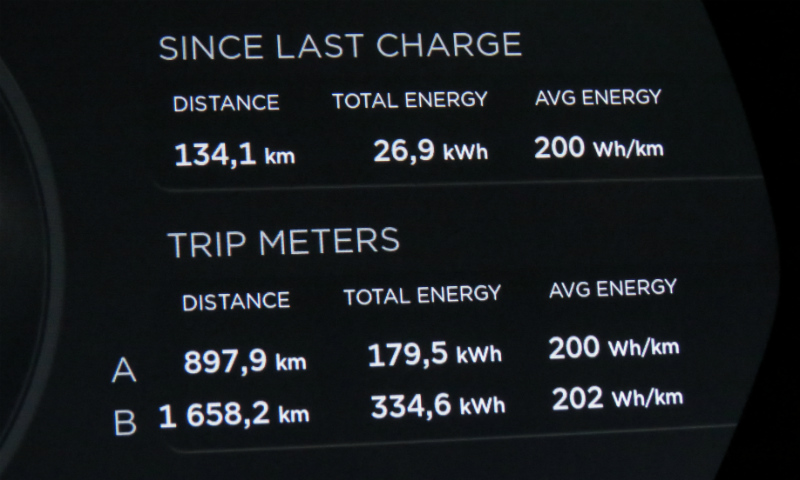 SINCE LAST CHARGE
DISTANCE TOTAL ENERGY AVG ENERGY
134,1 km 26,9 kWh 200 Wh/km
TRIP METERS
DISTANCE TOTAL ENERGY AVG ENERGY
A 897,9 km 179,5 kWh 200 Wh/km
B 1 658,2 km 334,6 kWh 202 Wh/km